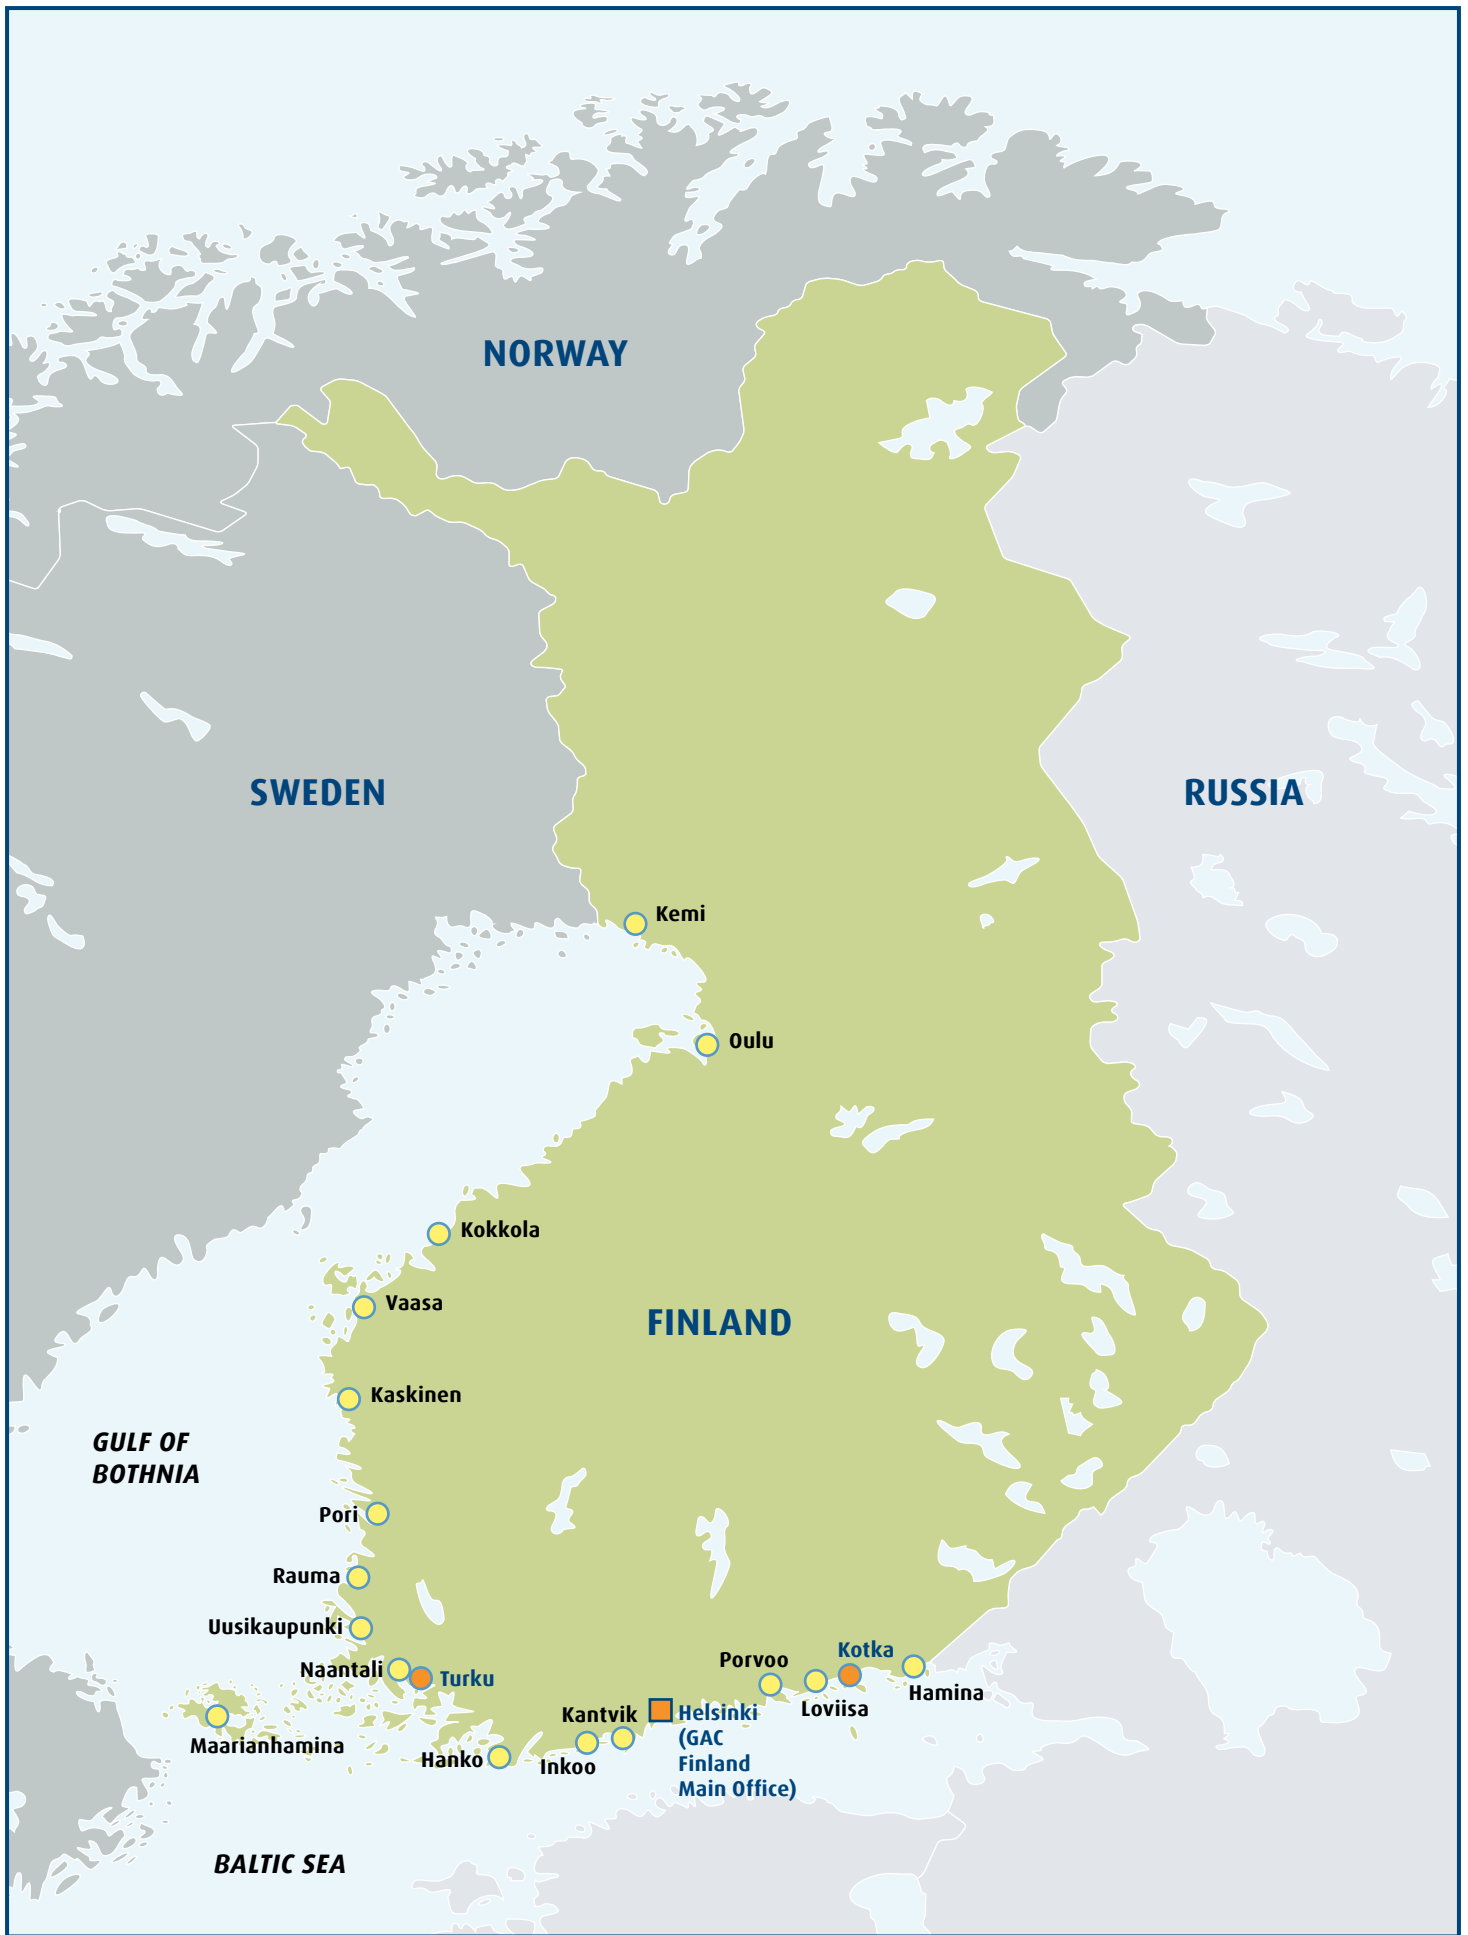 NORWAY
SWEDEN
RUSSIA
Kemi
Oulu
Kokkola
Vaasa
FINLAND
Kaskinen
GULF OF
BOTHNIA
Pori
Rauma
Uusikaupunki
Naantali
Turku
Porvoo
Kotka
Hamina
Loviisa
Kantvik
Helsinki
(GAC
Finland
Main Office)
Maarianhamina
Hanko
Inkoo
BALTIC SEA